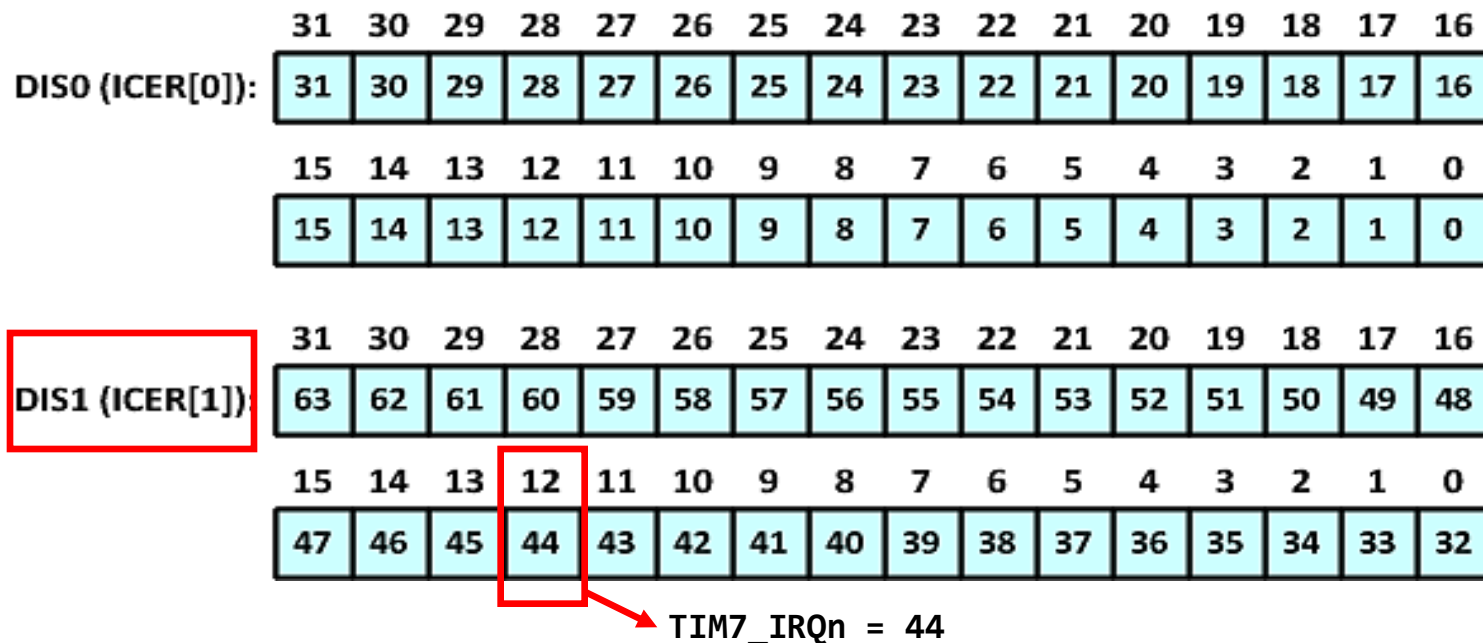 31 30 29 28 27 26 25 24 23 22 21 20 19 18 17 16
DIS0 (ICER[0]): 31 30 29 28 27 26 25 24 23 22 21 20 19 18 17 16
15 14 13 12 11 10 9 8 7 6 5 4 3 2 1 0
15 14 13 12 11 10 9 8 7 6 5 4 3 2 1 0
31 30 29 28 27 26 25 24 23 22 21 20 19 18 17 16
DIS1 (ICER[1]): 63 62 61 60 59 58 57 56 55 54 53 52 51 50 49 48
15 14 13 12 11 10 9 8 7 6 5 4 3 2 1 0
47 46 45 44 43 42 41 40 39 38 37 36 35 34 33 32
TIM7_IRQn = 44